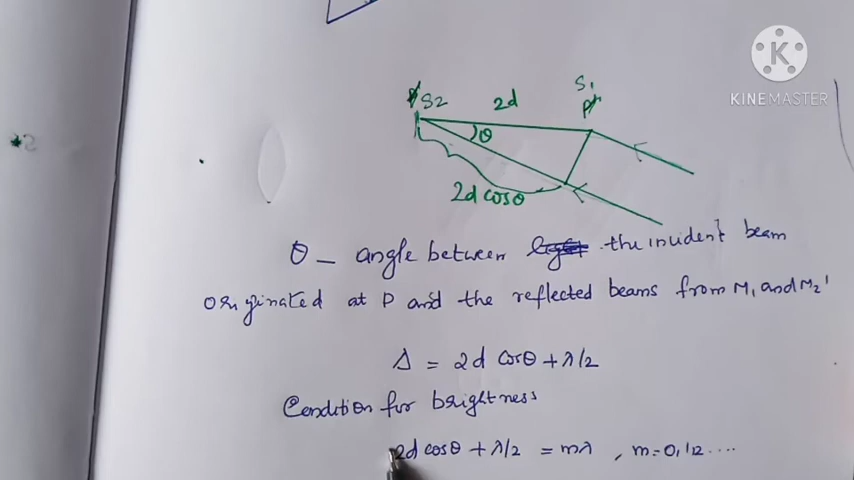 S2
2d
S1
P'
θ
2d cosθ
KINEMASTER
θ — angle between the incident beam
originated at P and the reflected beams from M1 and M2'
Δ = 2d cosθ + λ/2
Condition for brightness
2d cosθ + λ/2 = mλ , m=0,1,2....